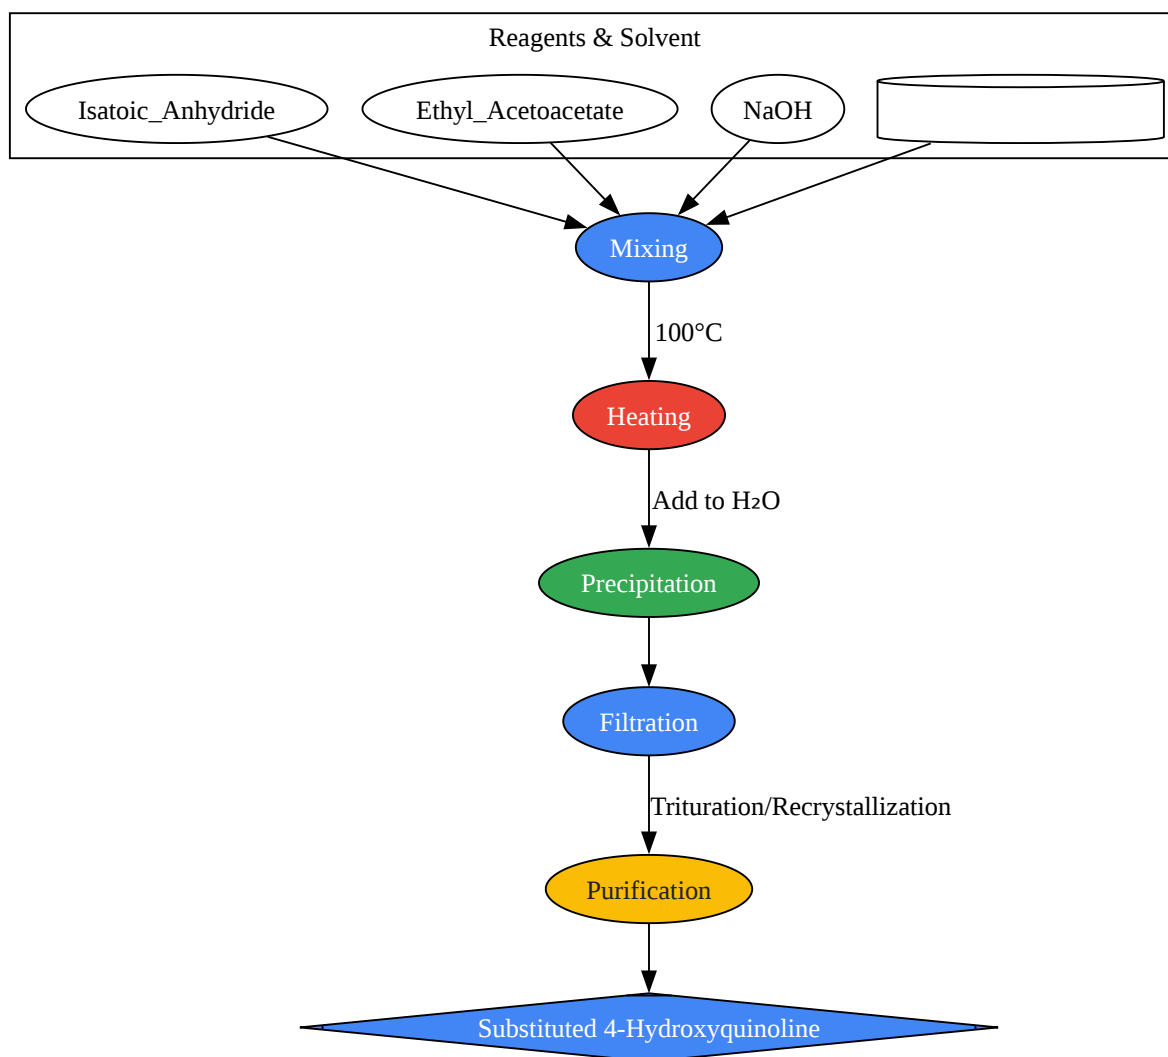 Reagents & Solvent
Isatoic_Anhydride
Ethyl_Acetoacetate
NaOH
Mixing
100°C
Heating
Add to H₂O
Precipitation
Filtration
Trituration/Recrystallization
Purification
Substituted 4-Hydroxyquinoline